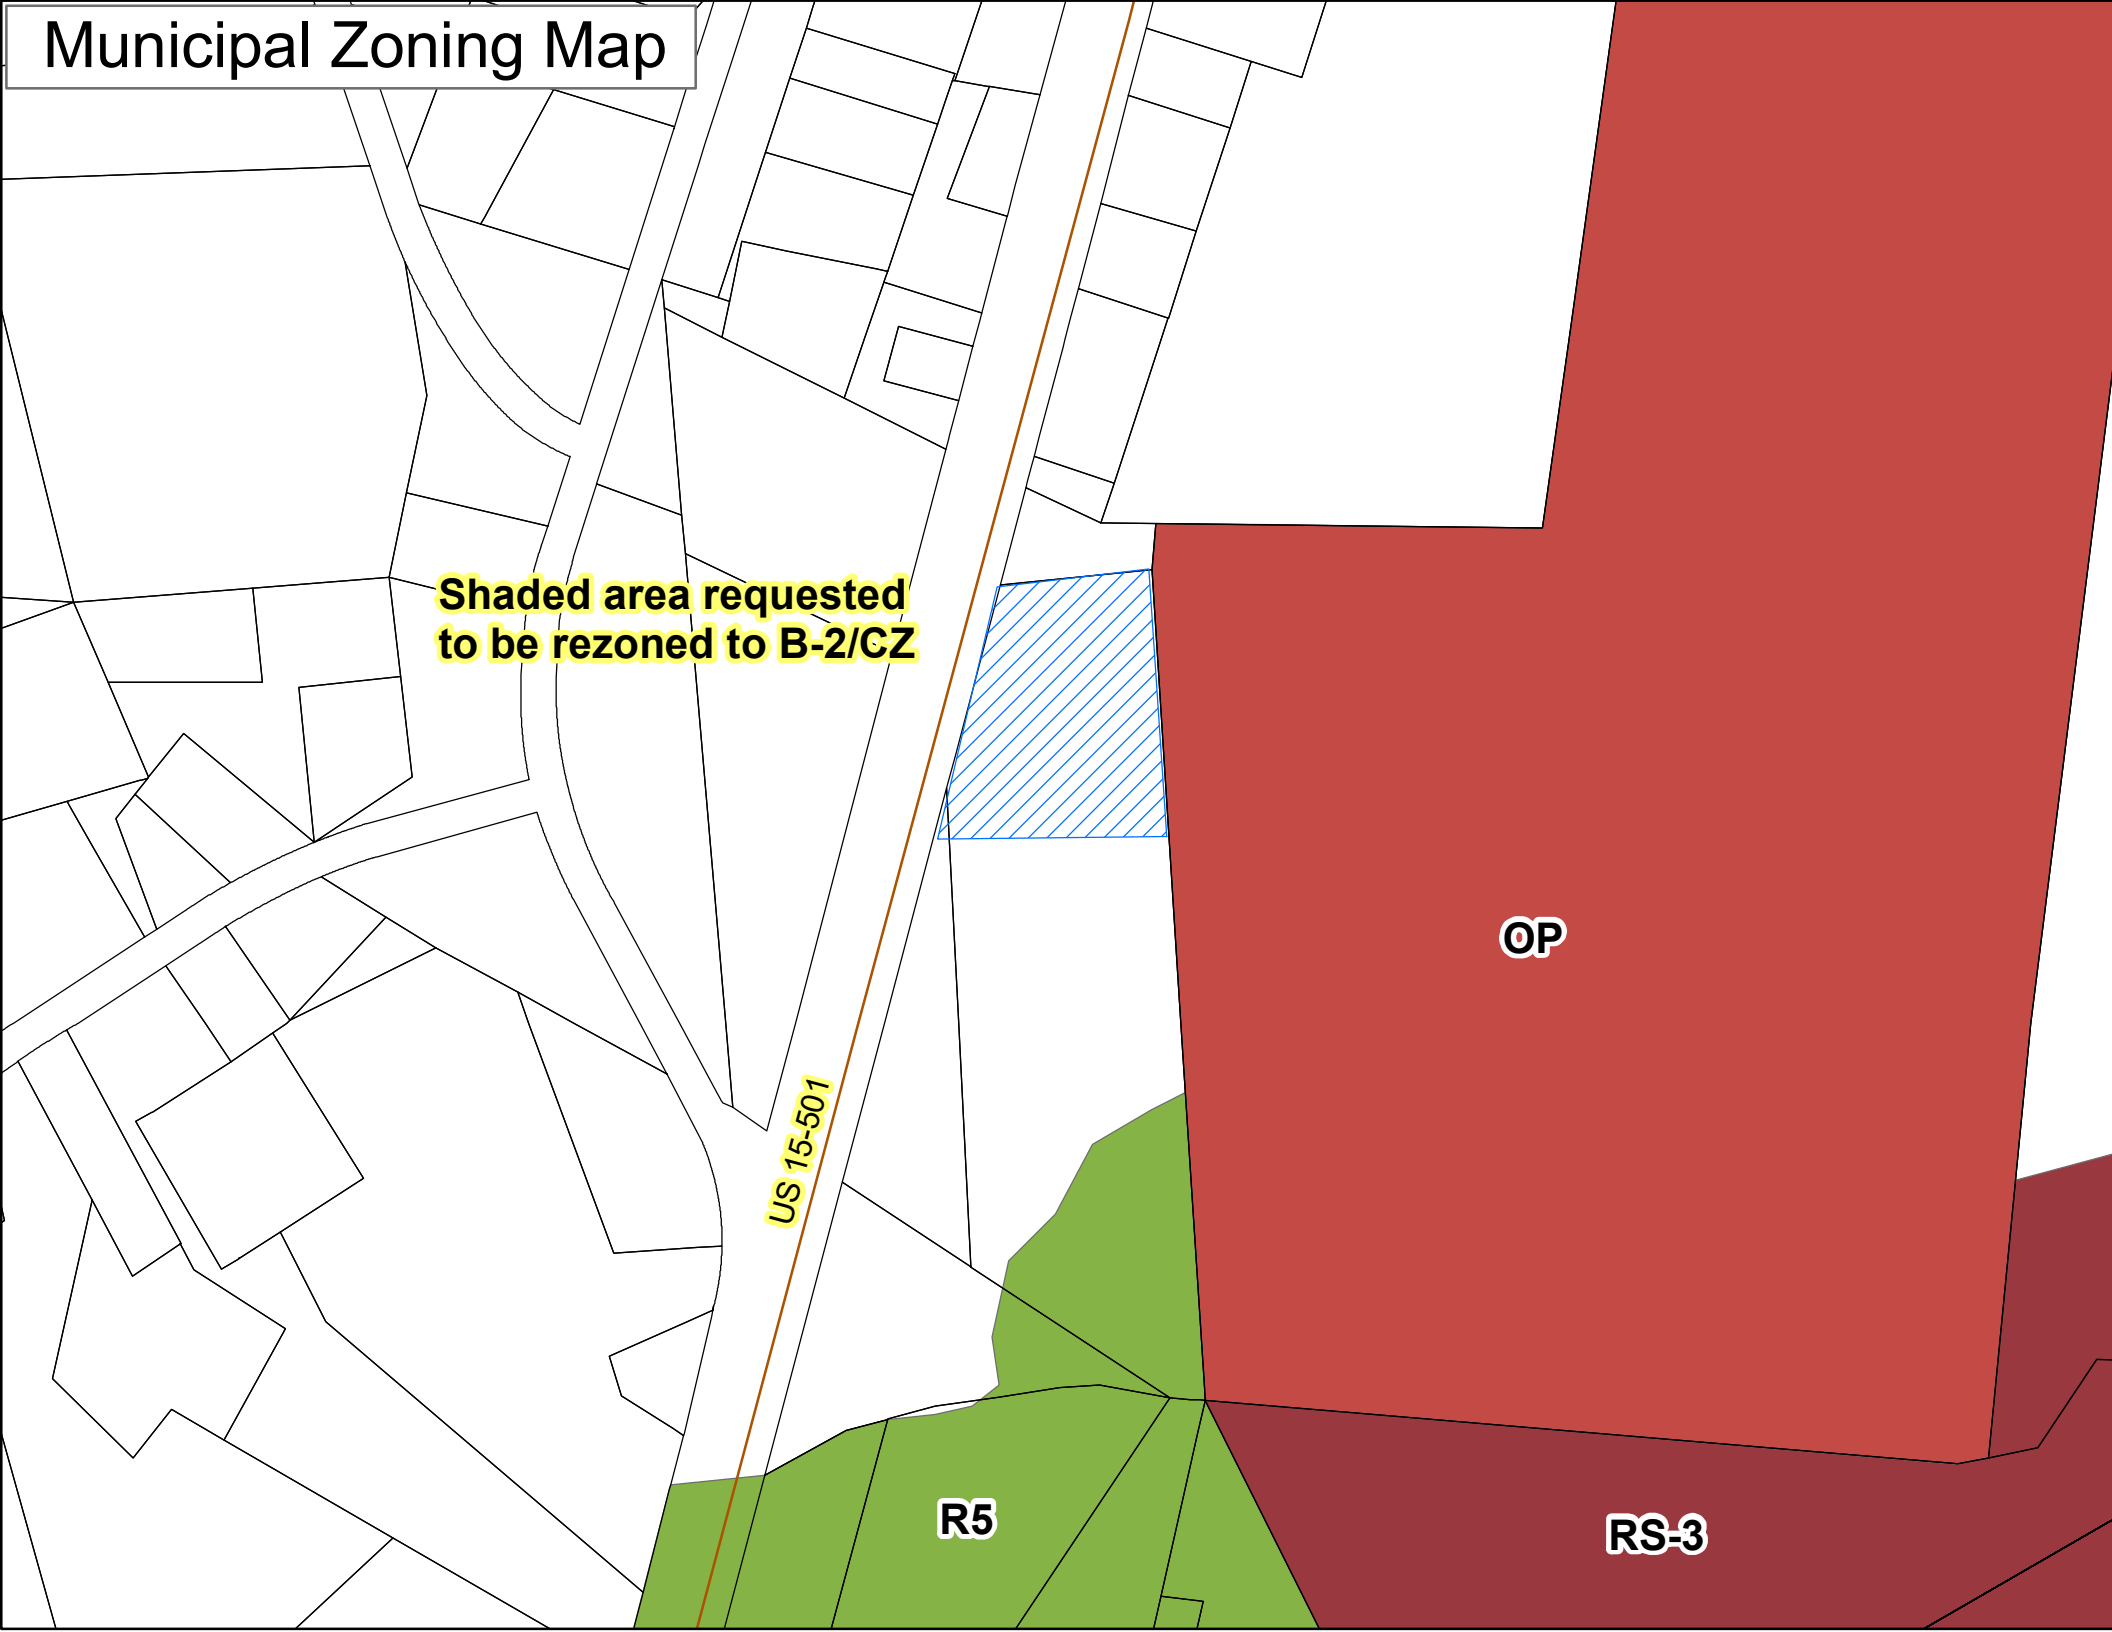 Municipal Zoning Map
Shaded area requested
to be rezoned to B-2/CZ
OP
US 15-501
R5
RS-3